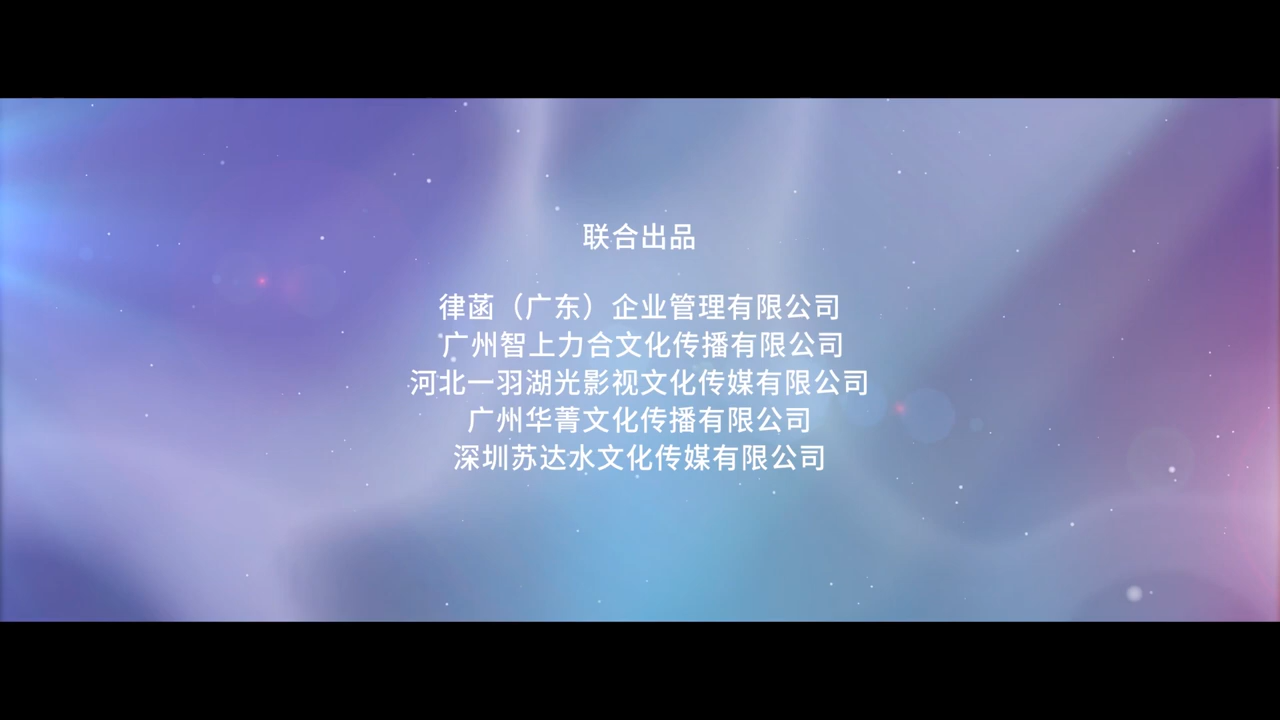 联合出品
律菡（广东）企业管理有限公司
广州智上力合文化传播有限公司
河北一羽湖光影视文化传媒有限公司
广州华菁文化传播有限公司
深圳苏达水文化传媒有限公司